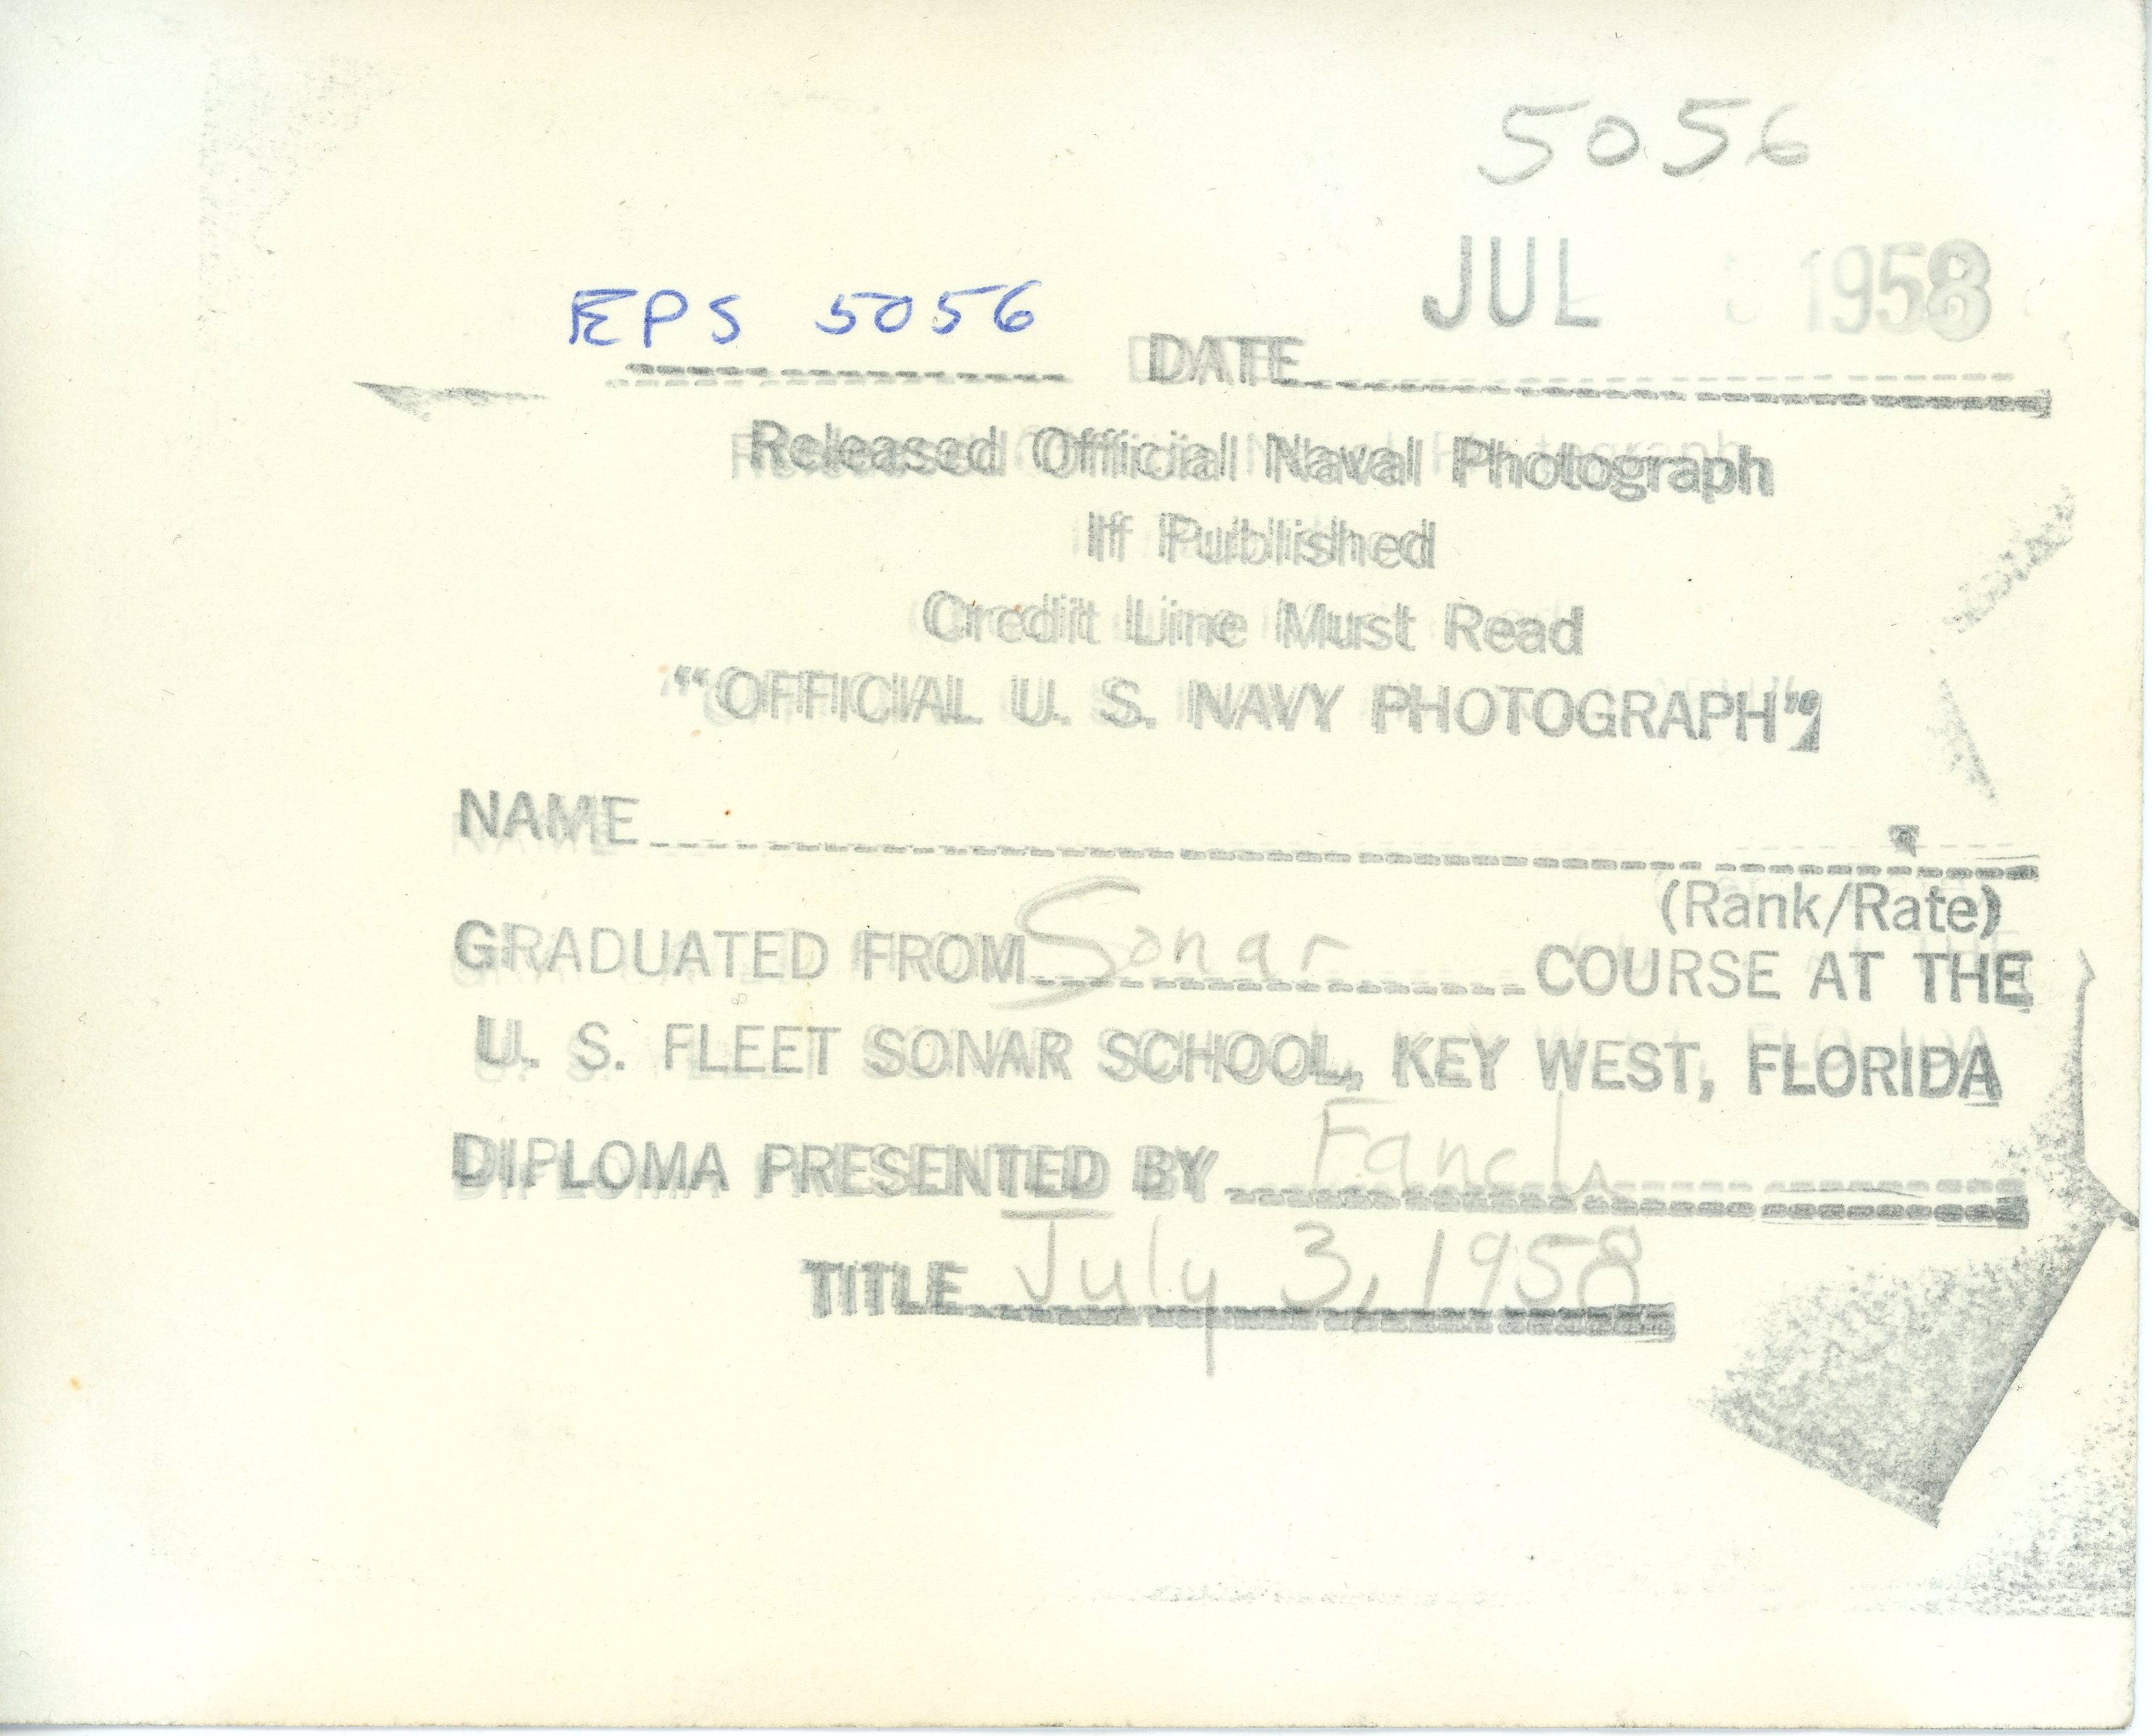 5056
JUL 1958
EPS 5056 DATE
Released Official Naval Photograph
If Published
Credit Line Must Read
"OFFICIAL U. S. NAVY PHOTOGRAPH"
NAME
(Rank/Rate)
GRADUATED FROM Sonar COURSE AT THE
U. S. FLEET SONAR SCHOOL, KEY WEST, FLORIDA
DIPLOMA PRESENTED BY Fanch
TITLE July 3, 1958